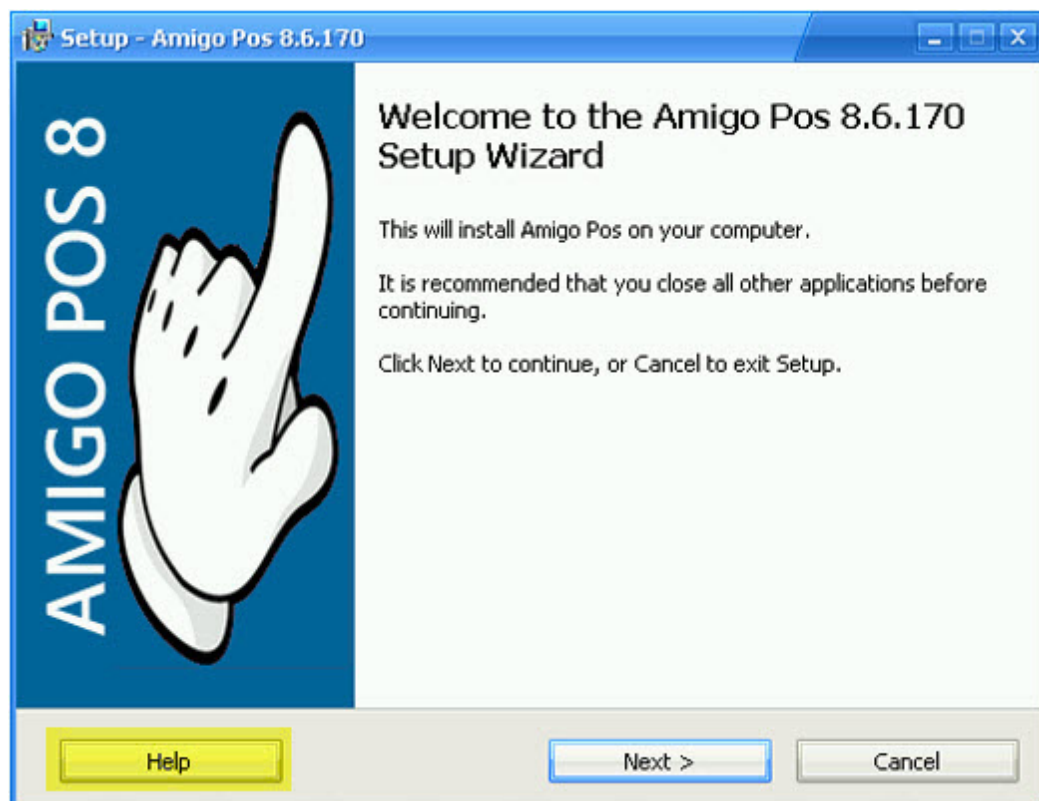 Setup - Amigo Pos 8.6.170
AMIGO POS 8
Welcome to the Amigo Pos 8.6.170
Setup Wizard
This will install Amigo Pos on your computer.
It is recommended that you close all other applications before
continuing.
Click Next to continue, or Cancel to exit Setup.
Help
Next >
Cancel